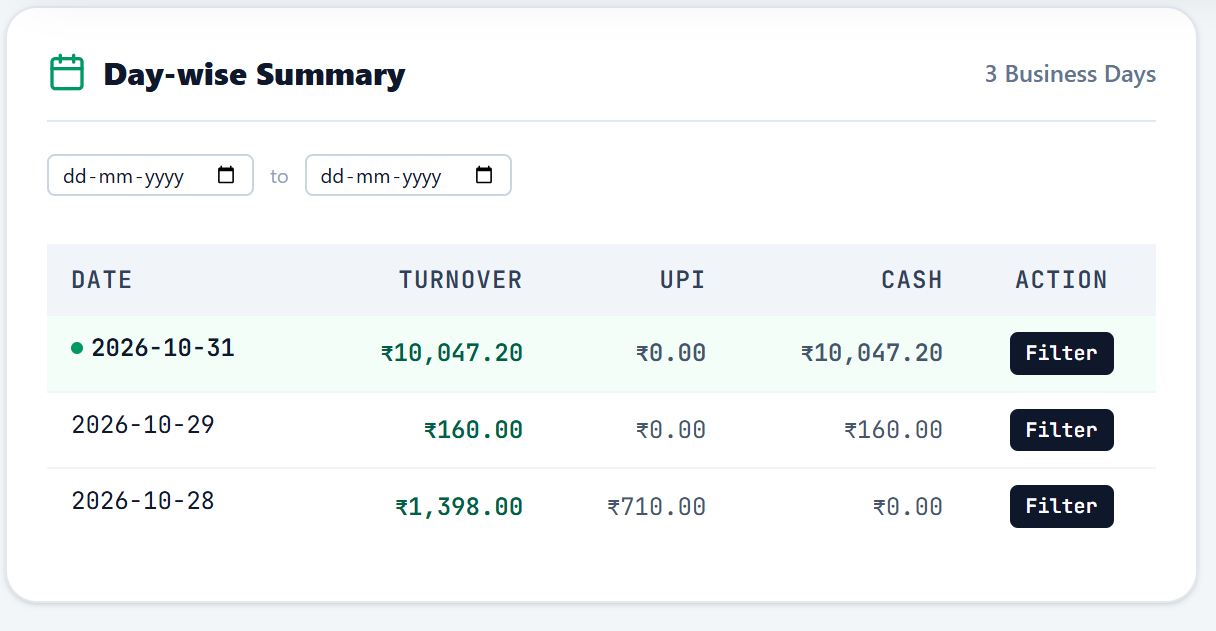 Day-wise Summary 3 Business Days
dd-mm-yyyy to dd-mm-yyyy
DATE TURNOVER UPI CASH ACTION
2026-10-31 ₹10,047.20 ₹0.00 ₹10,047.20 Filter
2026-10-29 ₹160.00 ₹0.00 ₹160.00 Filter
2026-10-28 ₹1,398.00 ₹710.00 ₹0.00 Filter